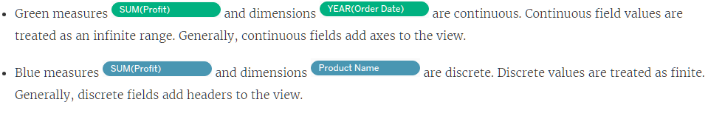 • Green measures SUM(Profit) and dimensions YEAR(Order Date) are continuous. Continuous field values are
treated as an infinite range. Generally, continuous fields add axes to the view.
• Blue measures SUM(Profit) and dimensions Product Name are discrete. Discrete values are treated as finite.
Generally, discrete fields add headers to the view.